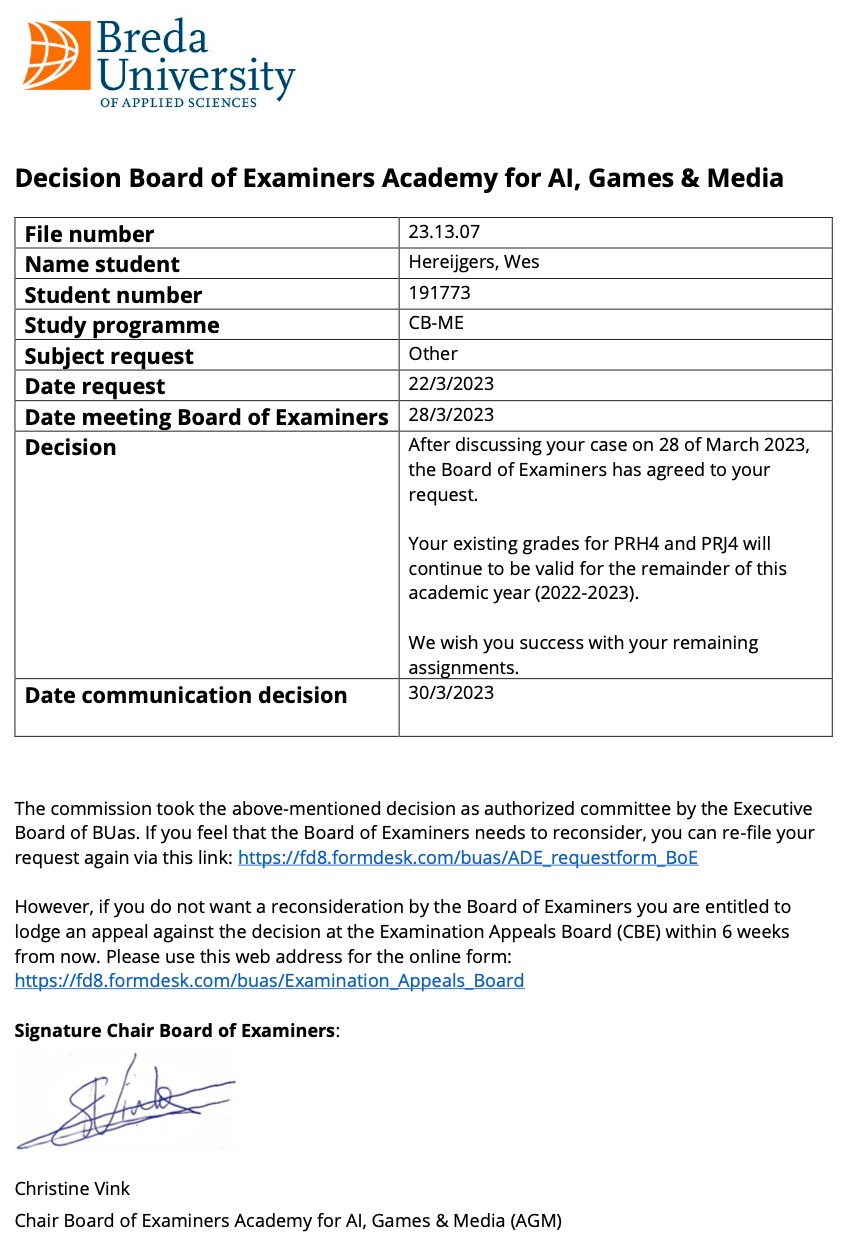 Breda
University
OF APPLIED SCIENCES
Decision Board of Examiners Academy for AI, Games & Media
File number 23.13.07
Name student Hereijgers, Wes
Student number 191773
Study programme CB-ME
Subject request Other
Date request 22/3/2023
Date meeting Board of Examiners 28/3/2023
Decision After discussing your case on 28 of March 2023,
the Board of Examiners has agreed to your
request.
Your existing grades for PRH4 and PRJ4 will
continue to be valid for the remainder of this
academic year (2022-2023).
We wish you success with your remaining
assignments.
Date communication decision 30/3/2023
The commission took the above-mentioned decision as authorized committee by the Executive
Board of BUas. If you feel that the Board of Examiners needs to reconsider, you can re-file your
request again via this link: https://fd8.formdesk.com/buas/ADE_requestform_BoE
However, if you do not want a reconsideration by the Board of Examiners you are entitled to
lodge an appeal against the decision at the Examination Appeals Board (CBE) within 6 weeks
from now. Please use this web address for the online form:
https://fd8.formdesk.com/buas/Examination_Appeals_Board
Signature Chair Board of Examiners:
Christine Vink
Chair Board of Examiners Academy for AI, Games & Media (AGM)